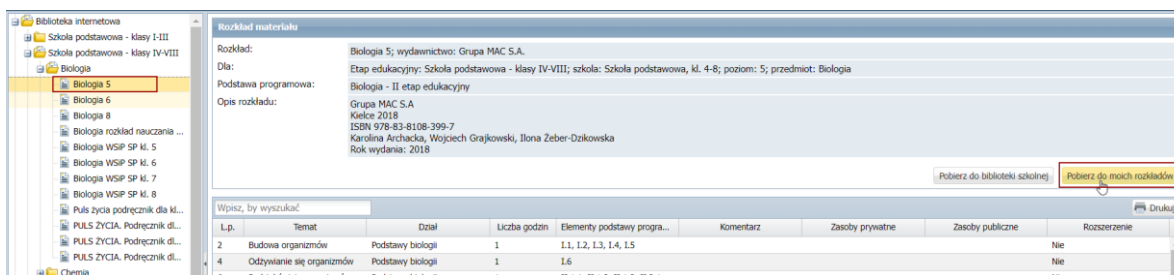 Biblioteka internetowa
Szkoła podstawowa - klasy I-III
Szkoła podstawowa - klasy IV-VIII
Biologia
Biologia 5
Biologia 6
Biologia 8
Biologia rozkład nauczania ...
Biologia WSiP SP kl. 5
Biologia WSiP SP kl. 6
Biologia WSIP SP kl. 7
Biologia WSIP SP kl. 8
Puls życia podręcznik dla kl...
PULS ŻYCIA. Podręcznik dl...
PULS ŻYCIA. Podręcznik dl...
PULS ŻYCIA. Podręcznik dl...
Chemia
Rozkład materiału
Rozkład: Biologia 5; wydawnictwo: Grupa MAC S.A.
Dla: Etap edukacyjny: Szkoła podstawowa - klasy IV-VIII; szkoła: Szkoła podstawowa, kl. 4-8; poziom: 5; przedmiot: Biologia
Podstawa programowa: Biologia - II etap edukacyjny
Opis rozkładu: Grupa MAC S.A
Kielce 2018
ISBN 978-83-8108-399-7
Karolina Archacka, Wojciech Grajkowski, Ilona Żeber-Dzikowska
Rok wydania: 2018
Pobierz do biblioteki szkolnej Pobierz do moich rozkładów
Wpisz, by wyszukać Drukuj
L.p. Temat Dział Liczba godzin Elementy podstawy progra... Komentarz Zasoby prywatne Zasoby publiczne Rozszerzenie
2 Budowa organizmów Podstawy biologii 1 I.1, I.2, I.3, I.4, I.5 Nie
4 Odżywianie się organizmów Podstawy biologii 1 I.6 Nie